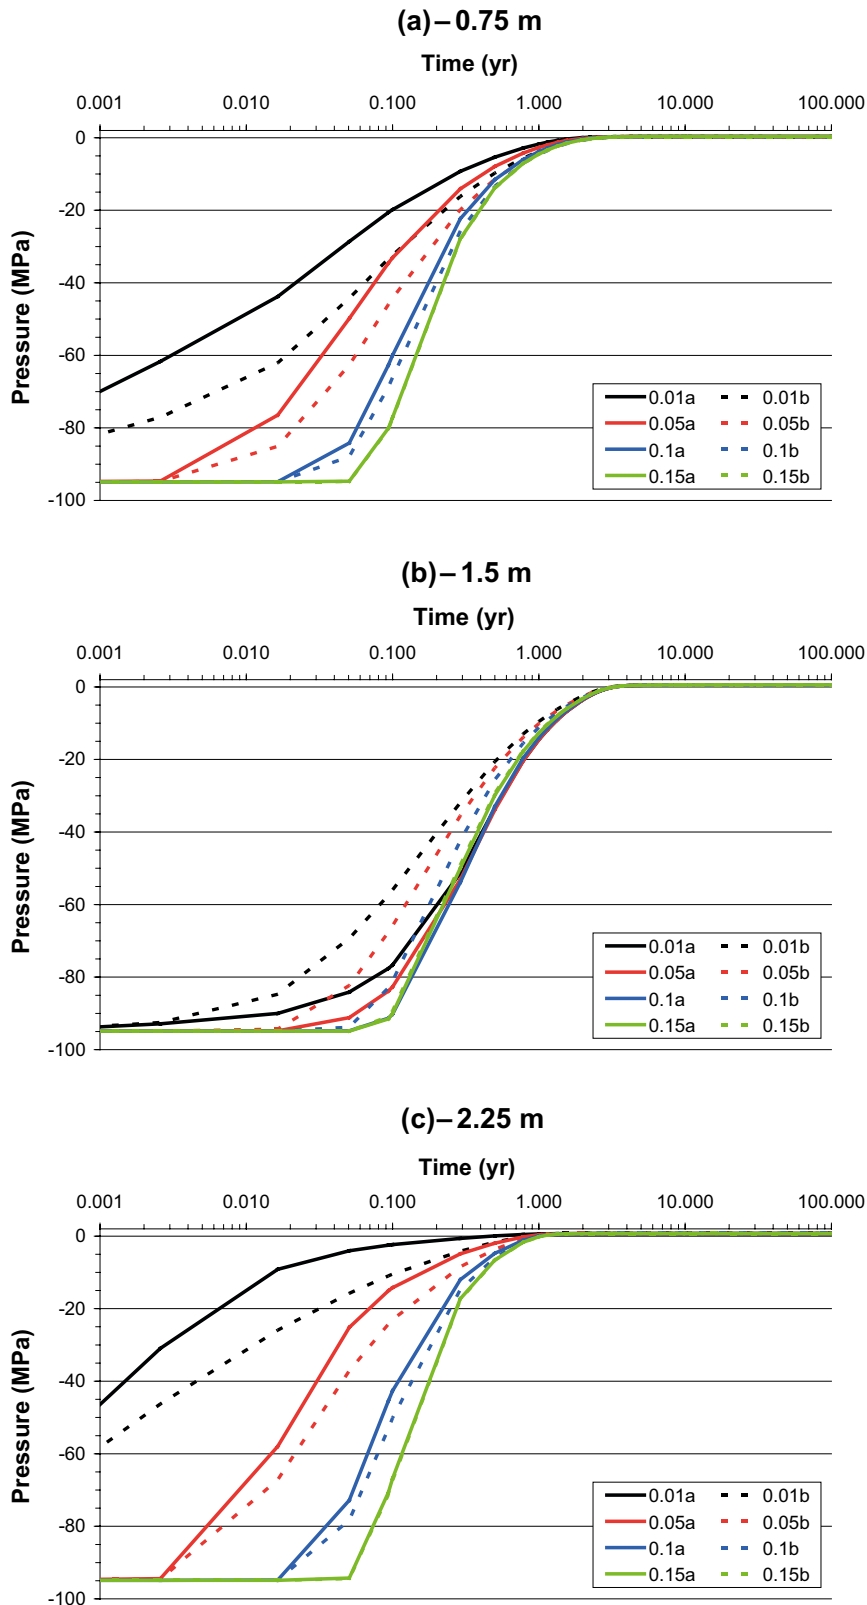 (a) – 0.75 m
Time (yr)
0.001 0.010 0.100 1.000 10.000 100.000
0
-20
-40
-60
-80
-100
Pressure (MPa)
0.01a 0.01b
0.05a 0.05b
0.1a 0.1b
0.15a 0.15b
(b) – 1.5 m
Time (yr)
0.001 0.010 0.100 1.000 10.000 100.000
0
-20
-40
-60
-80
-100
Pressure (MPa)
0.01a 0.01b
0.05a 0.05b
0.1a 0.1b
0.15a 0.15b
(c) – 2.25 m
Time (yr)
0.001 0.010 0.100 1.000 10.000 100.000
0
-20
-40
-60
-80
-100
Pressure (MPa)
0.01a 0.01b
0.05a 0.05b
0.1a 0.1b
0.15a 0.15b